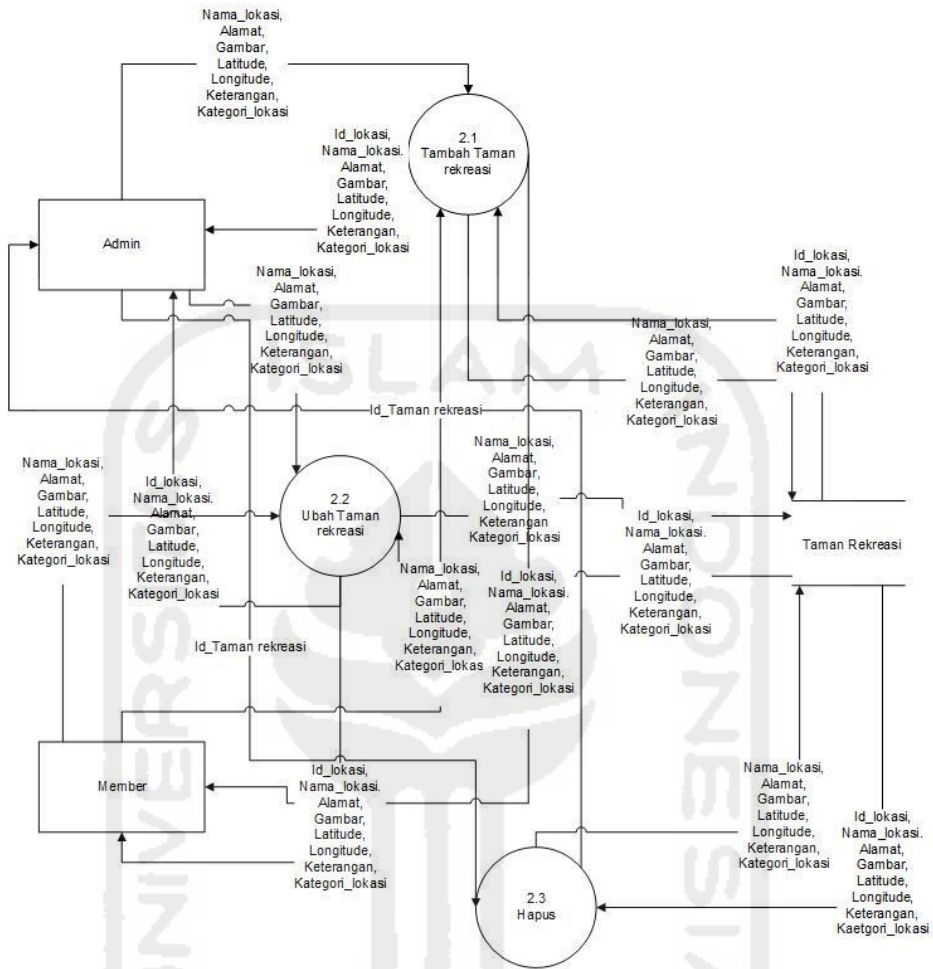 Nama_lokasi,
Alamat,
Gambar,
Latitude,
Longitude,
Keterangan,
Kategori_lokasi
2.1
Tambah Taman
rekreasi
Id_lokasi,
Nama_lokasi.
Alamat,
Gambar,
Latitude,
Longitude,
Keterangan,
Kategori_lokasi
Admin
Nama_lokasi,
Alamat,
Gambar,
Latitude,
Longitude,
Keterangan,
Kategori_lokasi
Id_lokasi,
Nama_lokasi.
Alamat,
Gambar,
Latitude,
Longitude,
Keterangan,
Kategori_lokasi
Nama_lokasi,
Alamat,
Gambar,
Latitude,
Longitude,
Keterangan,
Kategori_lokasi
Id_Taman rekreasi
Nama_lokasi,
Alamat,
Gambar,
Latitude,
Longitude,
Keterangan,
Kategori_lokasi
Id_lokasi,
Nama_lokasi.
Alamat,
Gambar,
Latitude,
Longitude,
Keterangan,
Kategori_lokasi
2.2
Ubah Taman
rekreasi
Nama_lokasi,
Alamat,
Gambar,
Latitude,
Longitude,
Keterangan
Kategori_lokasi
Id_lokasi,
Nama_lokasi.
Alamat,
Gambar,
Latitude,
Longitude,
Keterangan,
Kategori_lokasi
Taman Rekreasi
Nama_lokasi,
Alamat,
Gambar,
Latitude,
Longitude,
Keterangan,
Kategori_lokas
Id_lokasi,
Nama_lokasi.
Alamat,
Gambar,
Latitude,
Longitude,
Keterangan,
Kategori_lokasi
Id_Taman rekreasi
Member
Id_lokasi,
Nama_lokasi.
Alamat,
Gambar,
Latitude,
Longitude,
Keterangan,
Kategori_lokasi
2.3
Hapus
Nama_lokasi,
Alamat,
Gambar,
Latitude,
Longitude,
Keterangan,
Kategori_lokasi
Id_lokasi,
Nama_lokasi.
Alamat,
Gambar,
Latitude,
Longitude,
Keterangan,
Kaetgori_lokasi
ISLAM